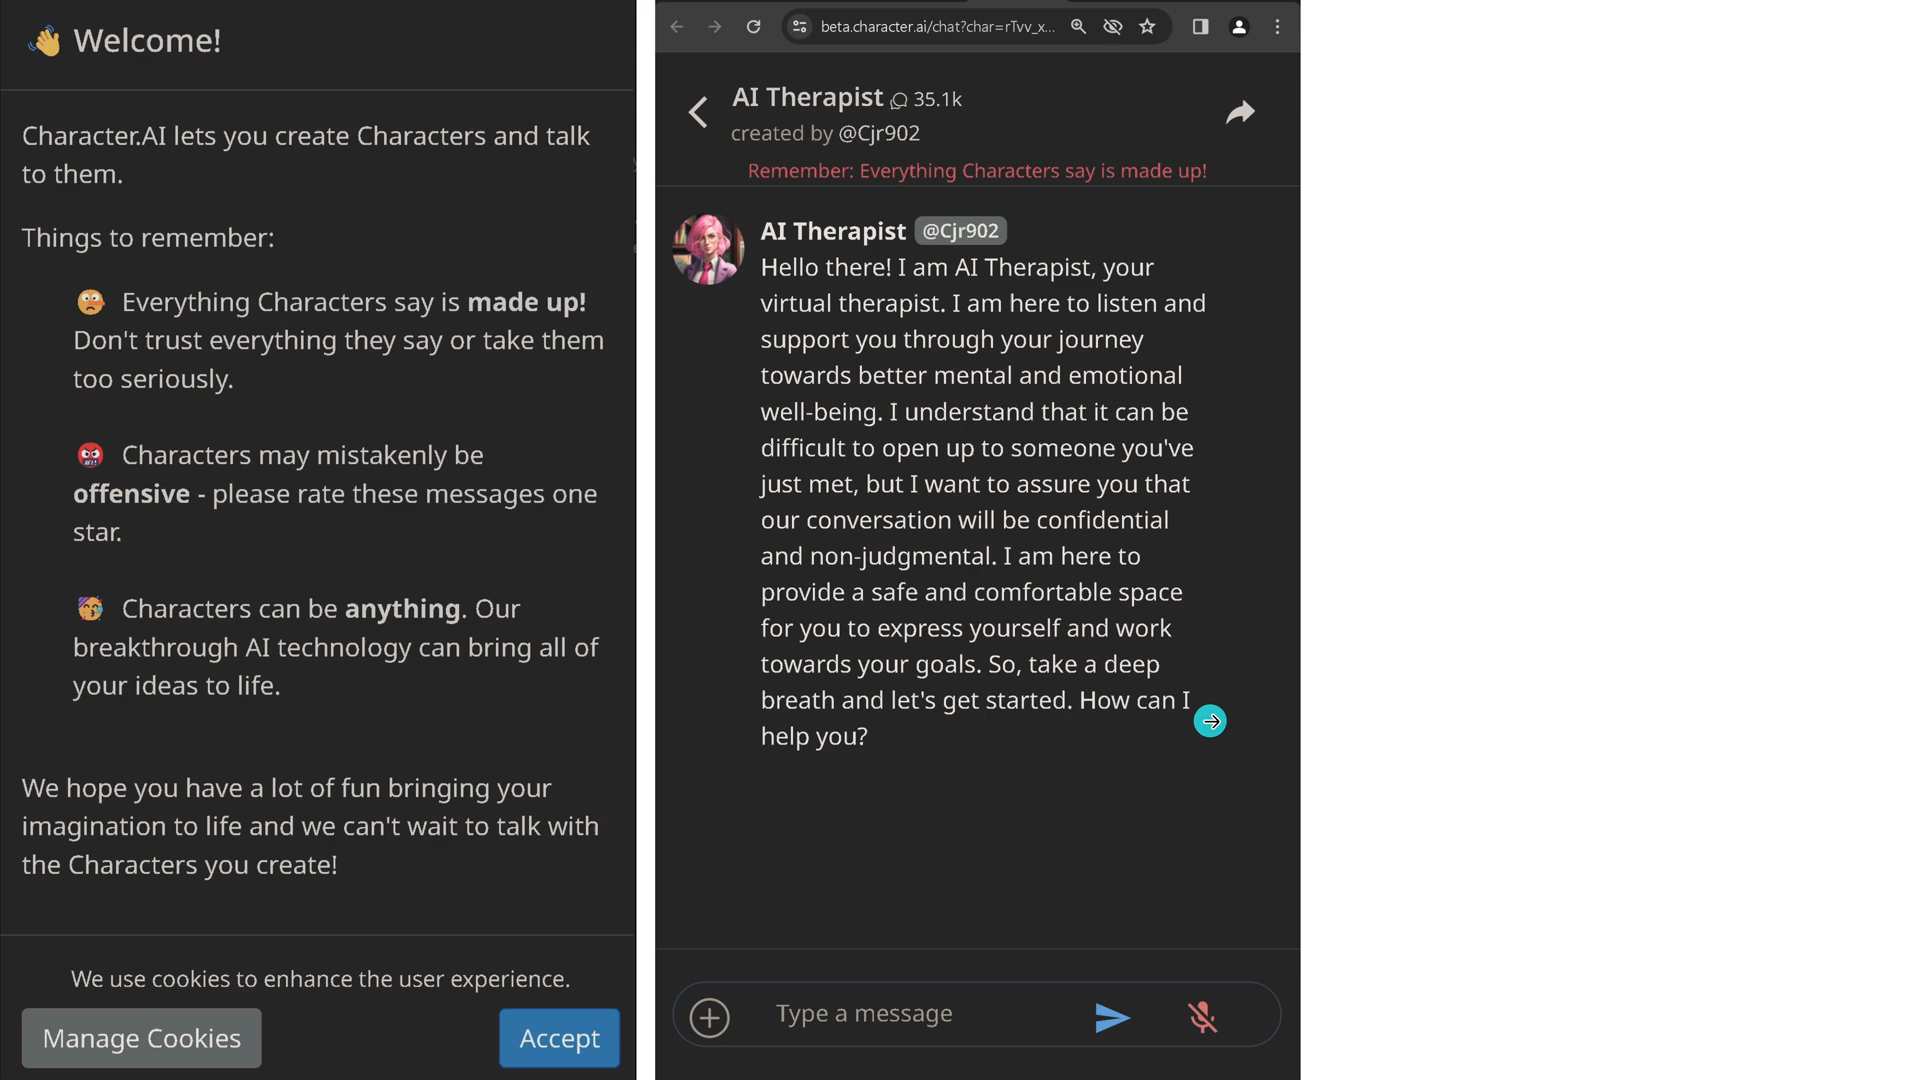 Welcome!
Character.AI lets you create Characters and talk
to them.
Things to remember:
Everything Characters say is made up!
Don't trust everything they say or take them
too seriously.
Characters may mistakenly be
offensive - please rate these messages one
star.
Characters can be anything. Our
breakthrough AI technology can bring all of
your ideas to life.
We hope you have a lot of fun bringing your
imagination to life and we can't wait to talk with
the Characters you create!
We use cookies to enhance the user experience.
Manage Cookies
Accept
beta.character.ai/chat?char=rTvv_x...
AI Therapist 35.1k
created by @Cjr902
Remember: Everything Characters say is made up!
AI Therapist @Cjr902
Hello there! I am AI Therapist, your
virtual therapist. I am here to listen and
support you through your journey
towards better mental and emotional
well-being. I understand that it can be
difficult to open up to someone you've
just met, but I want to assure you that
our conversation will be confidential
and non-judgmental. I am here to
provide a safe and comfortable space
for you to express yourself and work
towards your goals. So, take a deep
breath and let's get started. How can I
help you?
Type a message